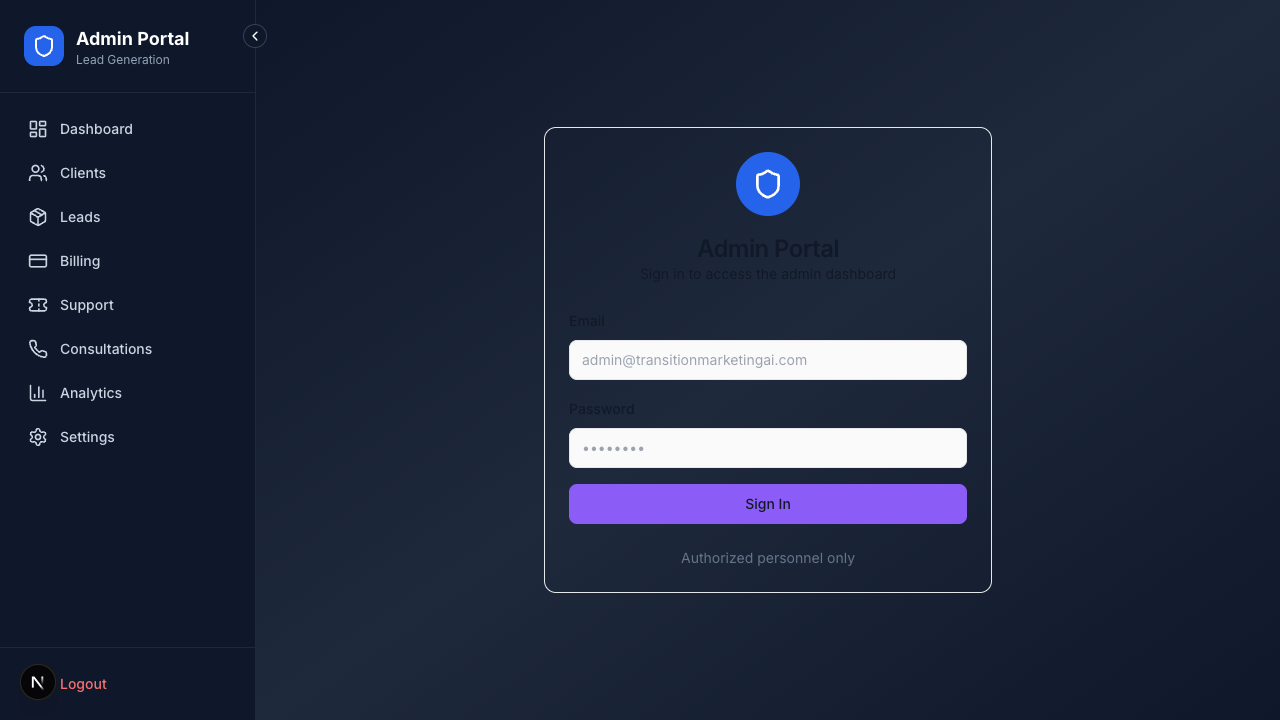 Admin Portal
Lead Generation
Dashboard
Clients
Leads
Billing
Support
Consultations
Analytics
Settings
N
Logout
Admin Portal
Sign in to access the admin dashboard
Email
admin@transitionmarketingai.com
Password
••••••••
Sign In
Authorized personnel only